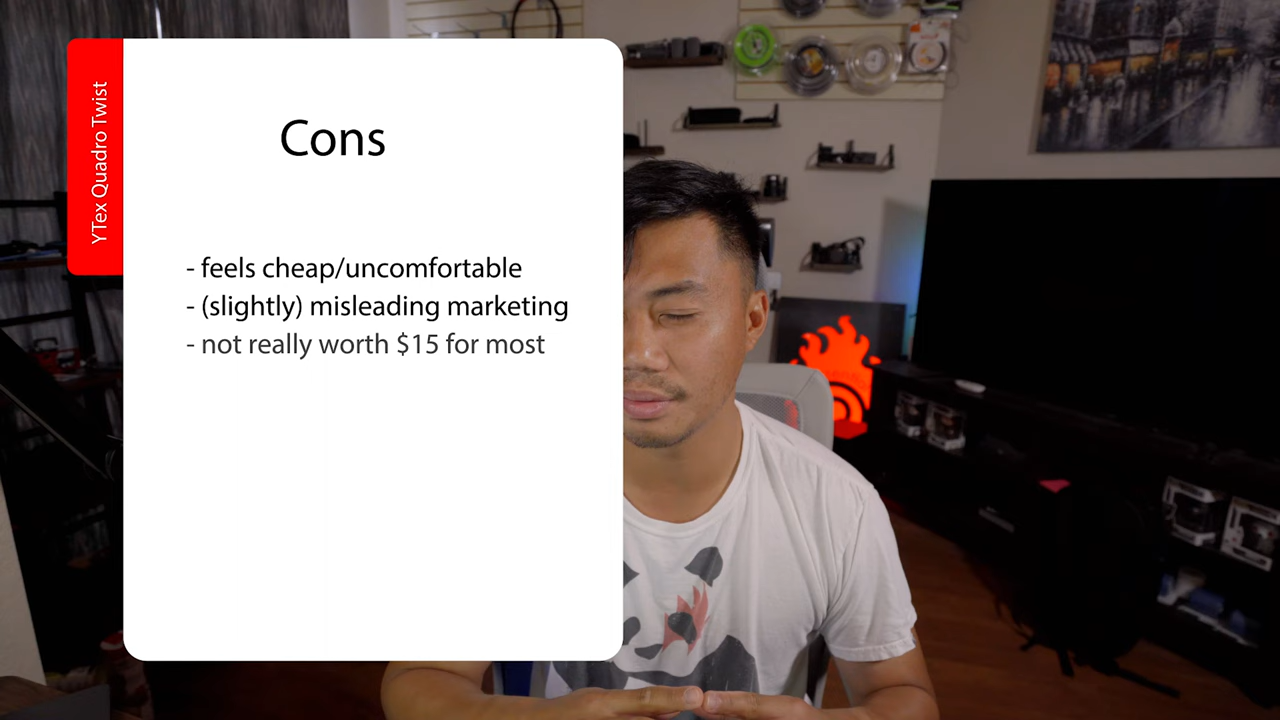 YTex Quadro Twist
Cons
- feels cheap/uncomfortable
- (slightly) misleading marketing
- not really worth $15 for most